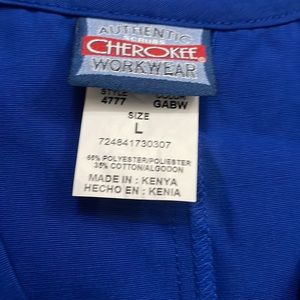 AUTHENTIC
SCRUBS
CHEROKEE
WORKWEAR
STYLE COLOR
4777 GABW
SIZE
L
724841730307
65% POLYESTER/POLIESTER
35% COTTON/ALGODON
MADE IN : KENYA
HECHO EN : KENIA